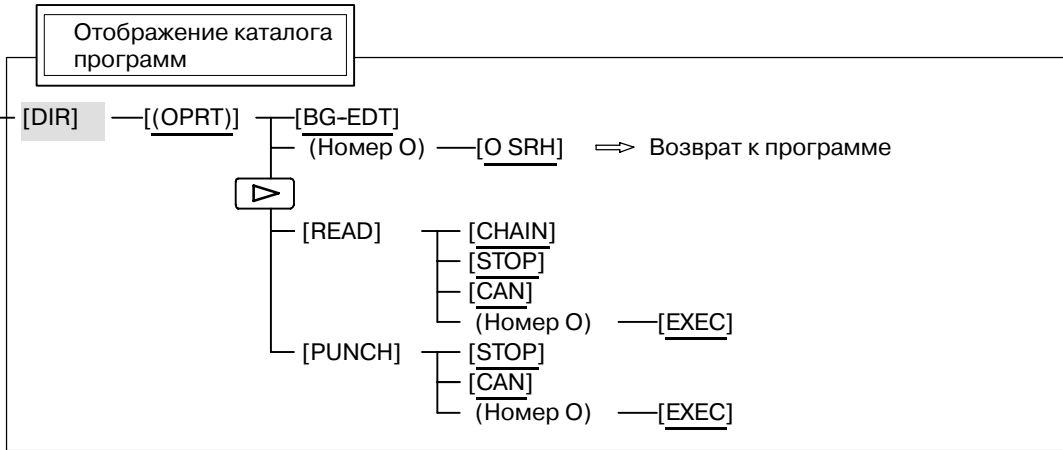 Отображение каталога
программ
[DIR] [(OPRT)] [BG-EDT]
(Номер O) [O SRH] Возврат к программе
[READ] [CHAIN]
[STOP]
[CAN]
(Номер O) [EXEC]
[PUNCH] [STOP]
[CAN]
(Номер O) [EXEC]